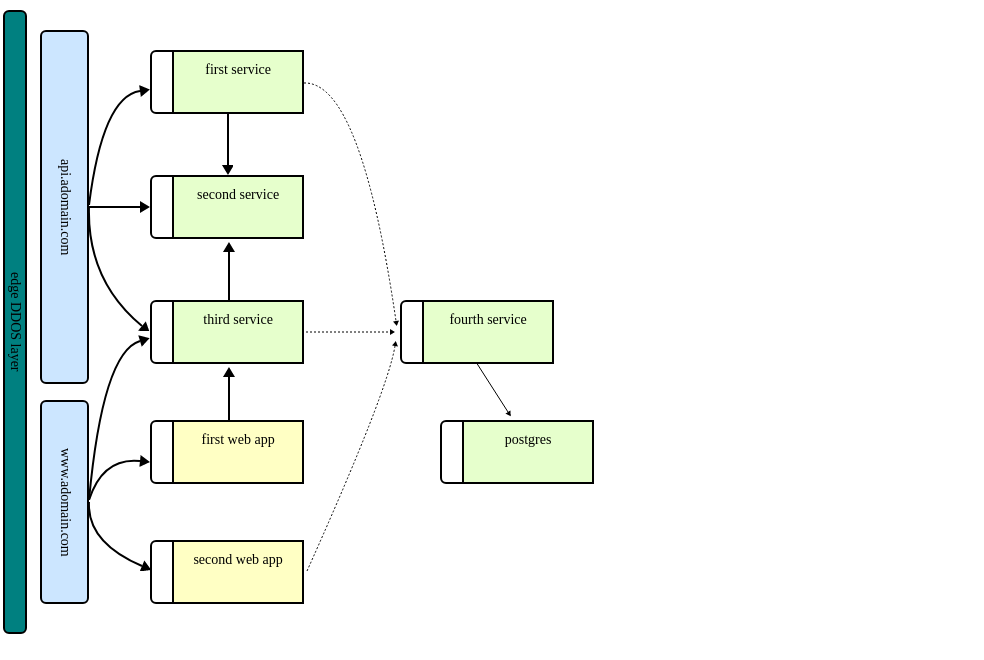 edge DDOS layer
api.adomain.com
www.adomain.com
first service
second service
third service
first web app
second web app
fourth service
postgres